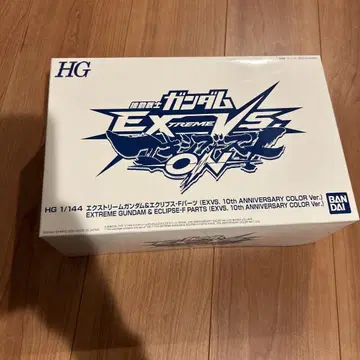 HG
機動戦士
ガンダム
EXTREME VS.
マキシブースト
ON
HG 1/144 エクストリームガンダム&エクリプス-Fパーツ (EXVS. 10th ANNIVERSARY COLOR Ver.)
EXTREME GUNDAM & ECLIPSE-F PARTS (EXVS. 10th ANNIVERSARY COLOR Ver.)
BAN
DAI